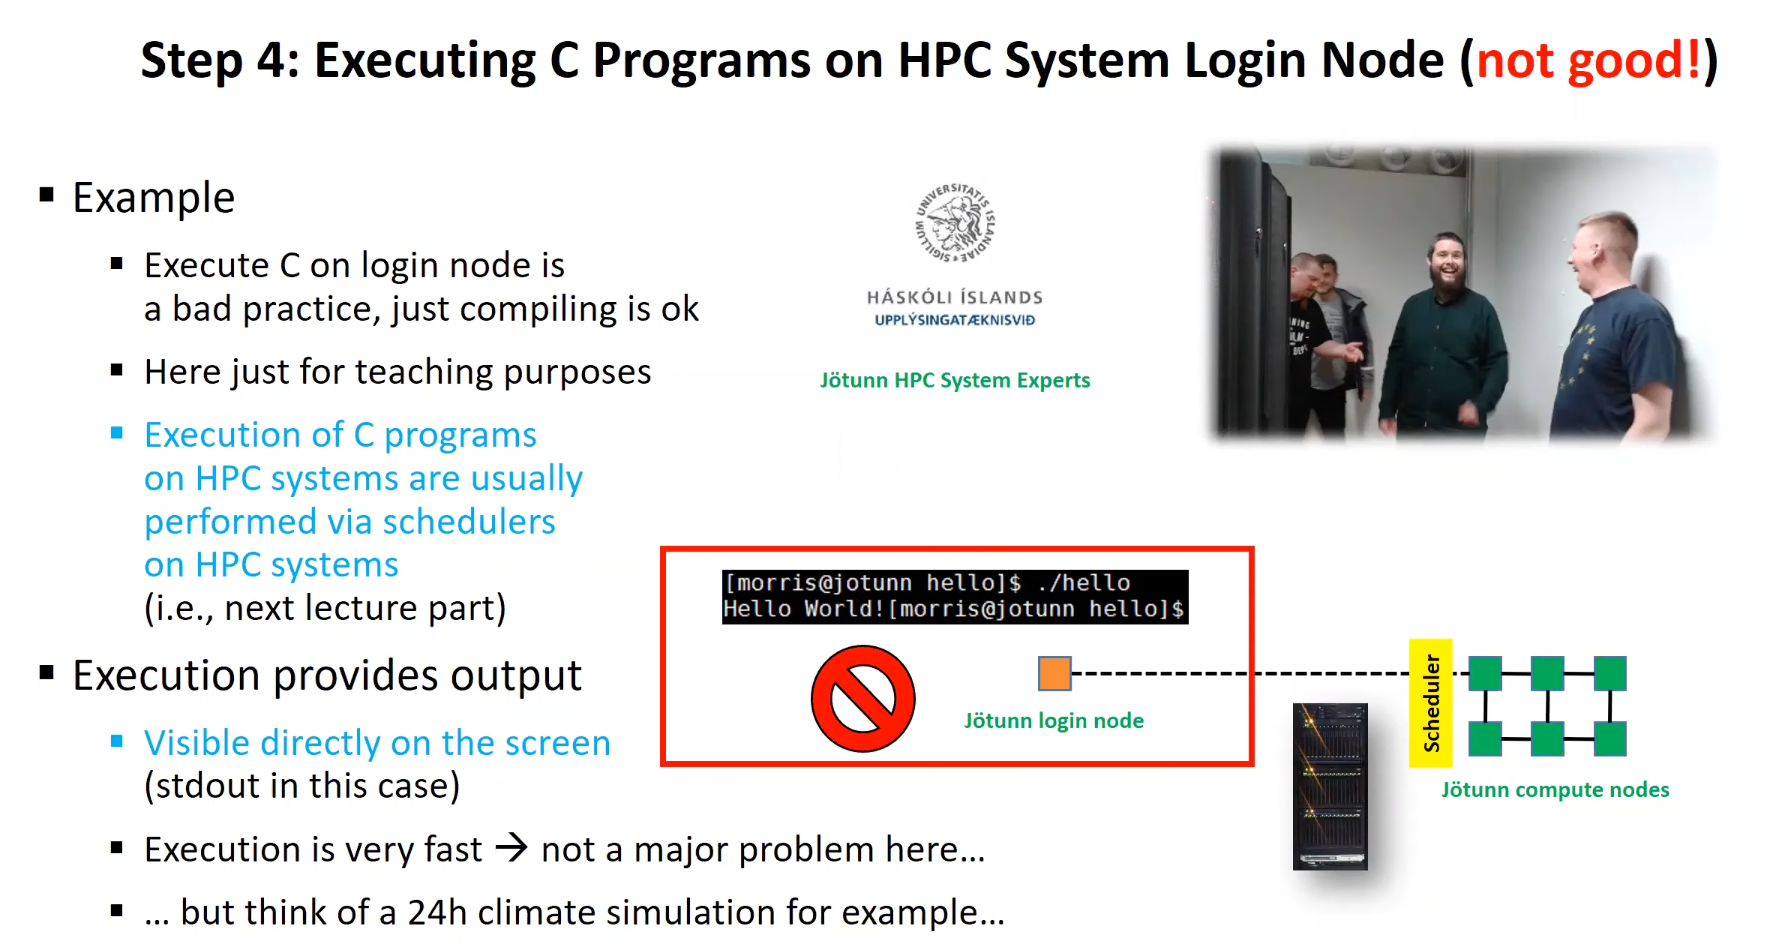 Step 4: Executing C Programs on HPC System Login Node (not good!)
Example
Execute C on login node is
a bad practice, just compiling is ok
Here just for teaching purposes
Execution of C programs
on HPC systems are usually
performed via schedulers
on HPC systems
(i.e., next lecture part)
Execution provides output
Visible directly on the screen
(stdout in this case)
Execution is very fast → not a major problem here...
... but think of a 24h climate simulation for example...
SIGILLUM UNIVERSITATIS ISLANDIAE
HÁSKÓLI ÍSLANDS
UPPLÝSINGATÆKNISVIÐ
Jötunn HPC System Experts
[morris@jotunn hello]$ ./hello
Hello World![morris@jotunn hello]$
Jötunn login node
Scheduler
Jötunn compute nodes